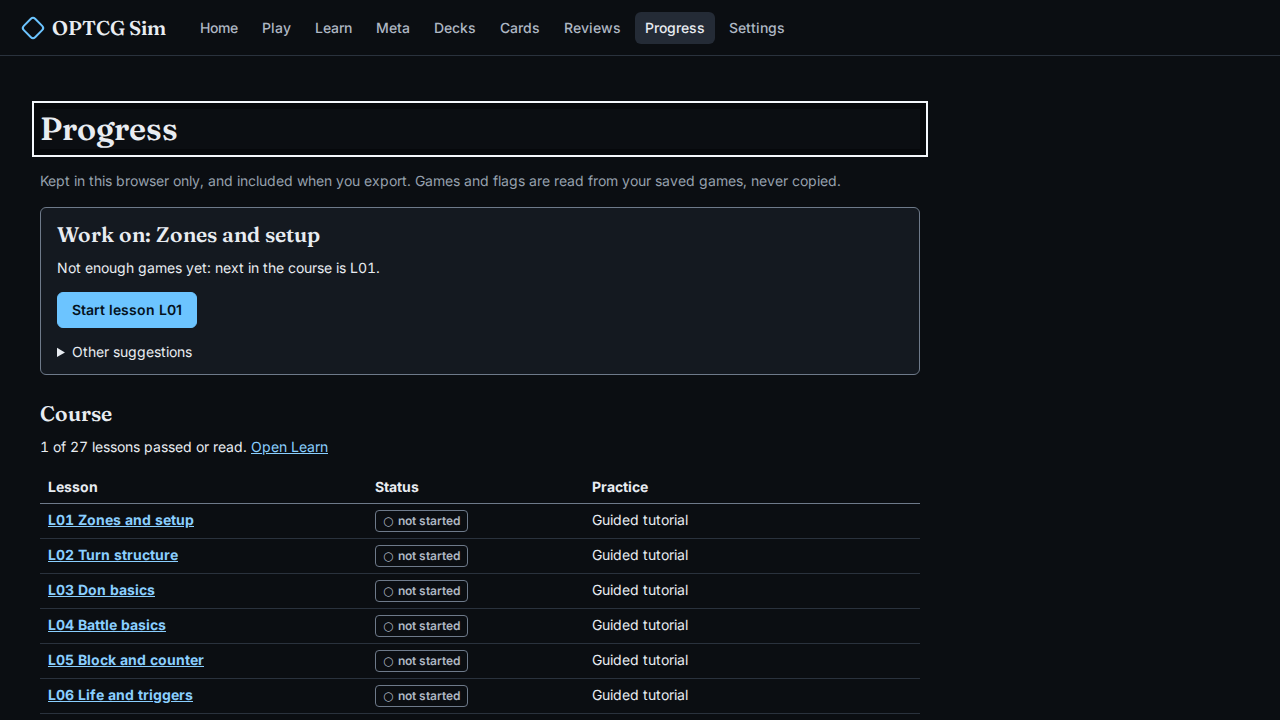 OPTCG Sim Home Play Learn Meta Decks Cards Reviews Progress Settings
Progress
Kept in this browser only, and included when you export. Games and flags are read from your saved games, never copied.
Work on: Zones and setup
Not enough games yet: next in the course is L01.
Start lesson L01
Other suggestions
Course
1 of 27 lessons passed or read. Open Learn
Lesson Status Practice
L01 Zones and setup not started Guided tutorial
L02 Turn structure not started Guided tutorial
L03 Don basics not started Guided tutorial
L04 Battle basics not started Guided tutorial
L05 Block and counter not started Guided tutorial
L06 Life and triggers not started Guided tutorial